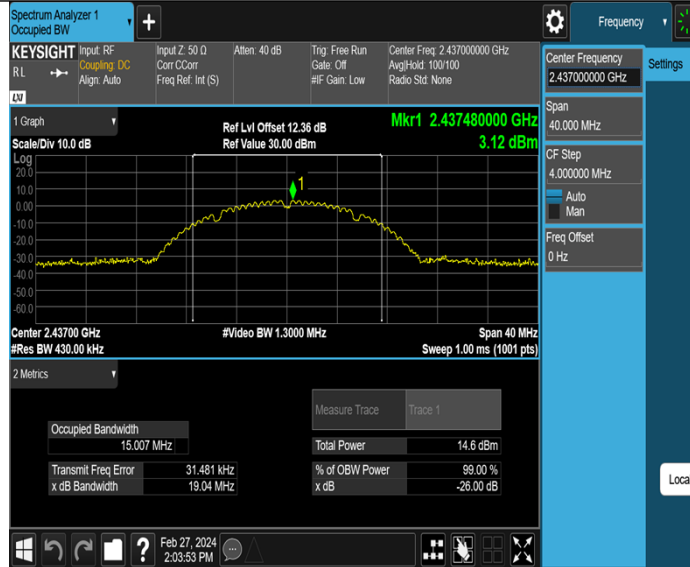 Spectrum Analyzer 1
Occupied BW
Frequency
KEYSIGHT
RL
LXI
Input: RF
Coupling: DC
Align: Auto
Input Z: 50 Ω
Corr CCorr
Freq Ref: Int (S)
Atten: 40 dB
Trig: Free Run
Gate: Off
#IF Gain: Low
Center Freq: 2.437000000 GHz
Avg|Hold: 100/100
Radio Std: None
Center Frequency
2.437000000 GHz
Settings
Span
40.000 MHz
CF Step
4.000000 MHz
Auto
Man
Freq Offset
0 Hz
1 Graph
Scale/Div 10.0 dB
Ref Lvl Offset 12.36 dB
Ref Value 30.00 dBm
Mkr1 2.437480000 GHz
3.12 dBm
Log
20.0
10.0
0.00
-10.0
-20.0
-30.0
-40.0
-50.0
-60.0
1
Center 2.43700 GHz
#Video BW 1.3000 MHz
Span 40 MHz
#Res BW 430.00 kHz
Sweep 1.00 ms (1001 pts)
2 Metrics
Measure Trace
Trace 1
Occupied Bandwidth
15.007 MHz
Total Power
14.6 dBm
Transmit Freq Error
31.481 kHz
% of OBW Power
99.00 %
x dB Bandwidth
19.04 MHz
x dB
-26.00 dB
Loca
?
Feb 27, 2024
2:03:53 PM